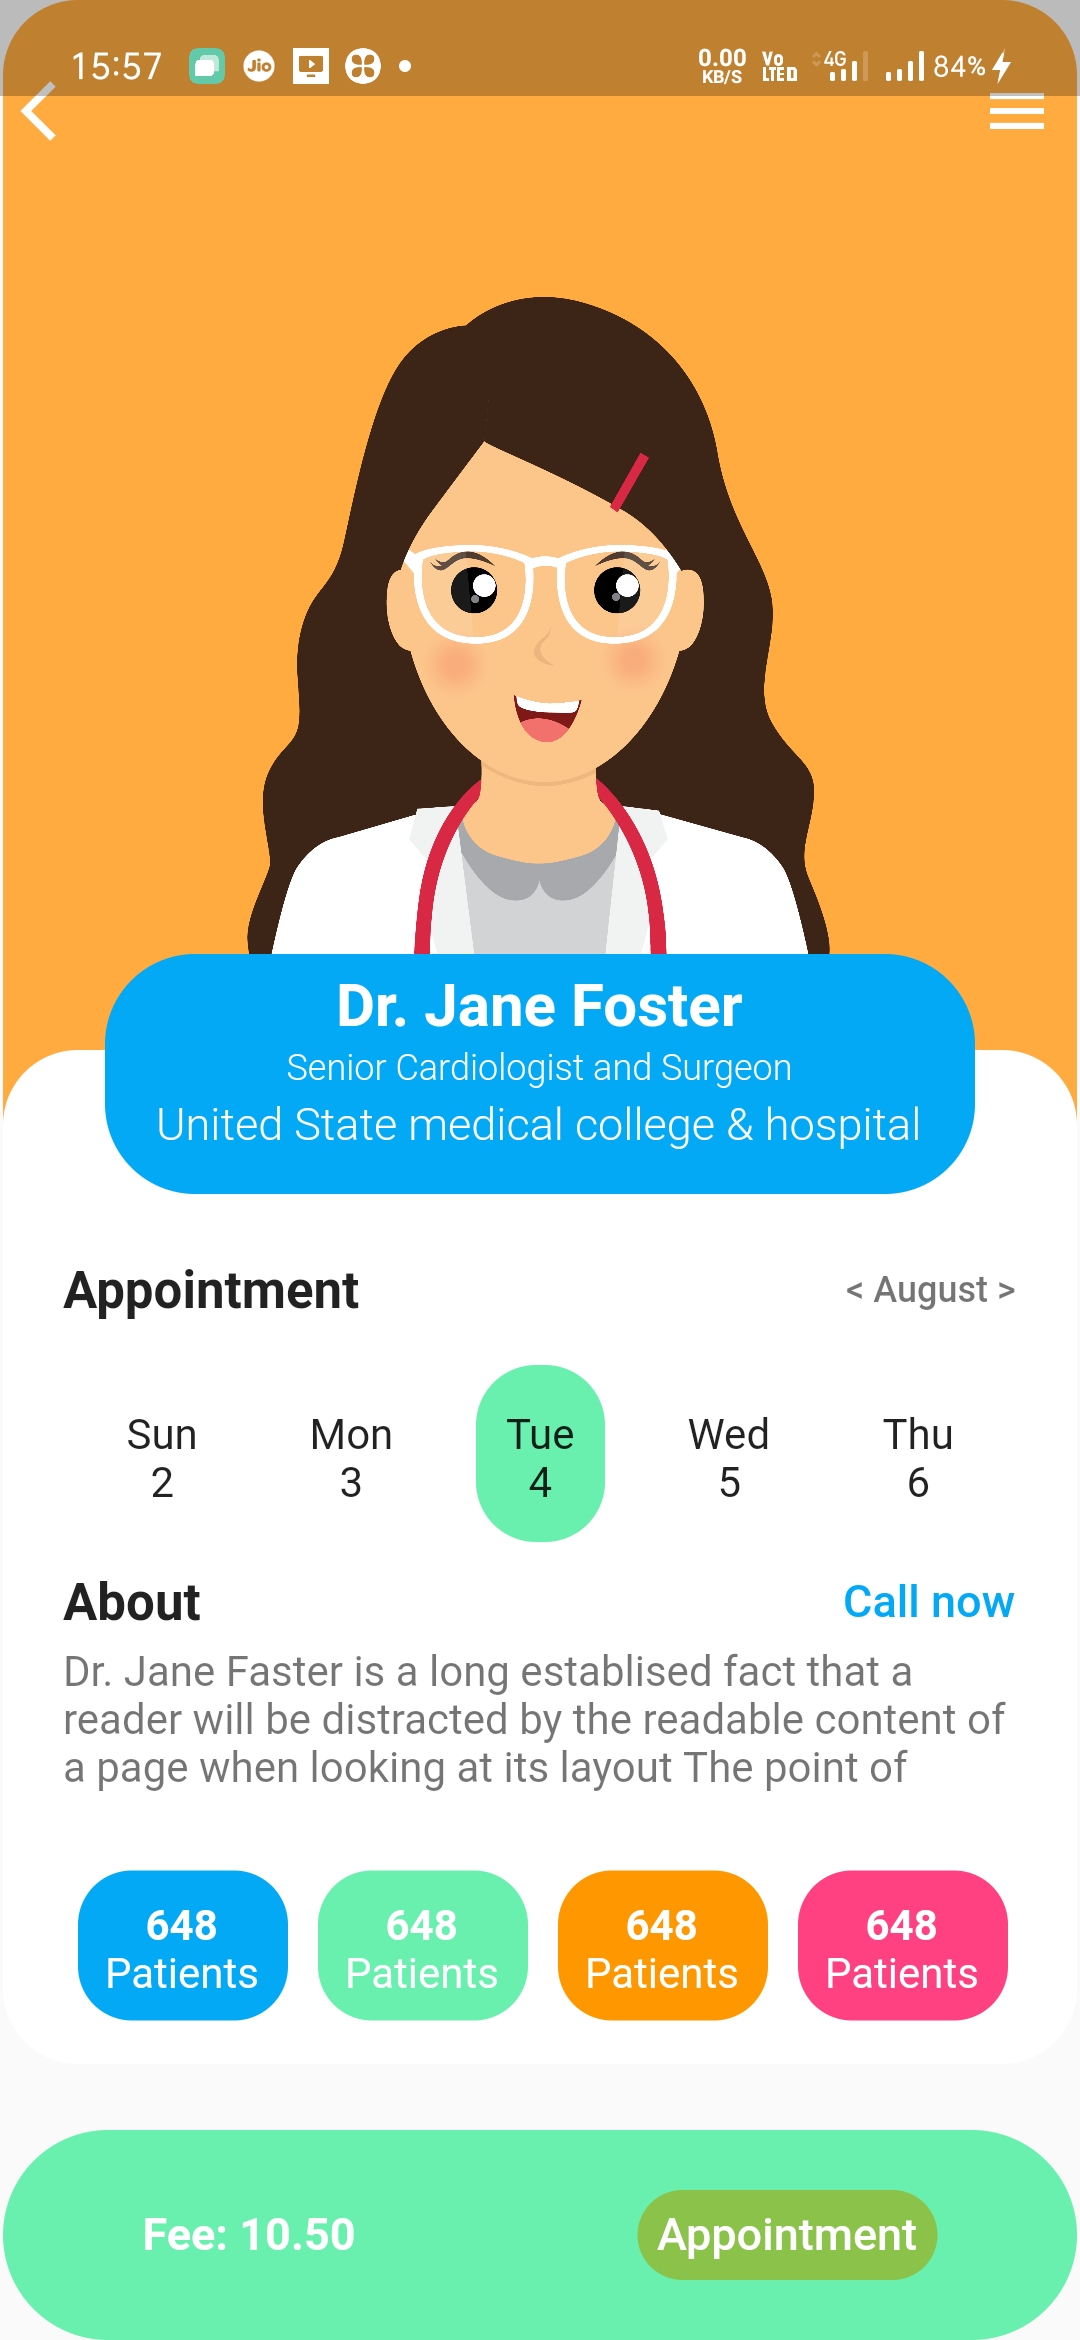 15:57 Jio 0.00 KB/S Vo LTE 4G 84%
Dr. Jane Foster
Senior Cardiologist and Surgeon
United State medical college & hospital
Appointment < August >
Sun Mon Tue Wed Thu
2 3 4 5 6
About Call now
Dr. Jane Faster is a long establised fact that a
reader will be distracted by the readable content of
a page when looking at its layout The point of
648 648 648 648
Patients Patients Patients Patients
Fee: 10.50 Appointment